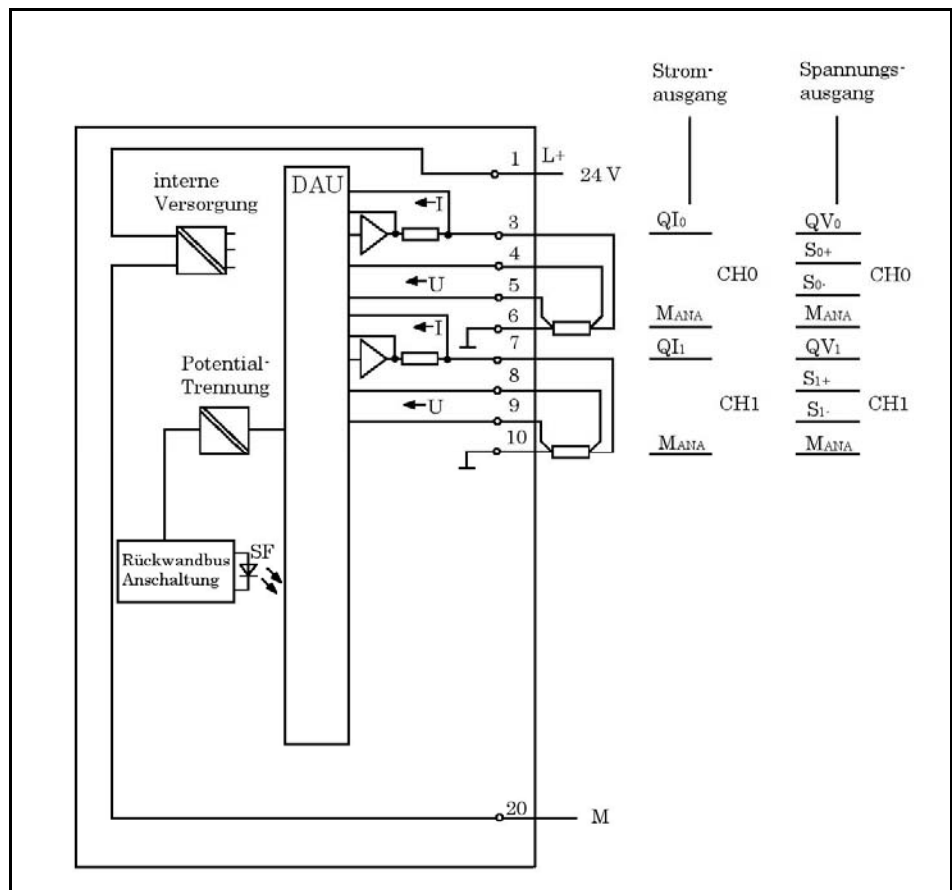 Strom-
ausgang
Spannungs-
ausgang
1
L+
24 V
interne
Versorgung
DAU
I
3
QI0
QV0
4
S0+
U
5
CH0
CH0
S0-
I
6
MANA
MANA
7
QI1
QV1
Potential-
Trennung
8
S1+
U
9
CH1
CH1
S1-
10
MANA
MANA
Rückwandbus
Anschaltung
SF
20
M